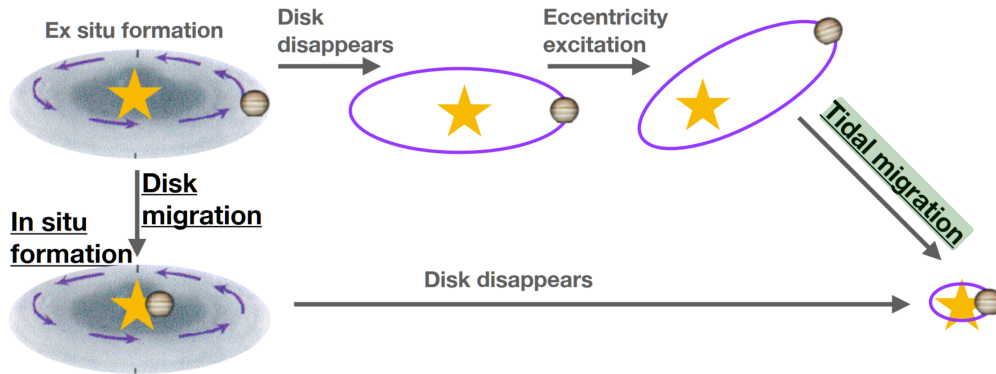 Ex situ formation
Disk
disappears
Eccentricity
excitation
Disk
migration
Tidal migration
In situ
formation
Disk disappears